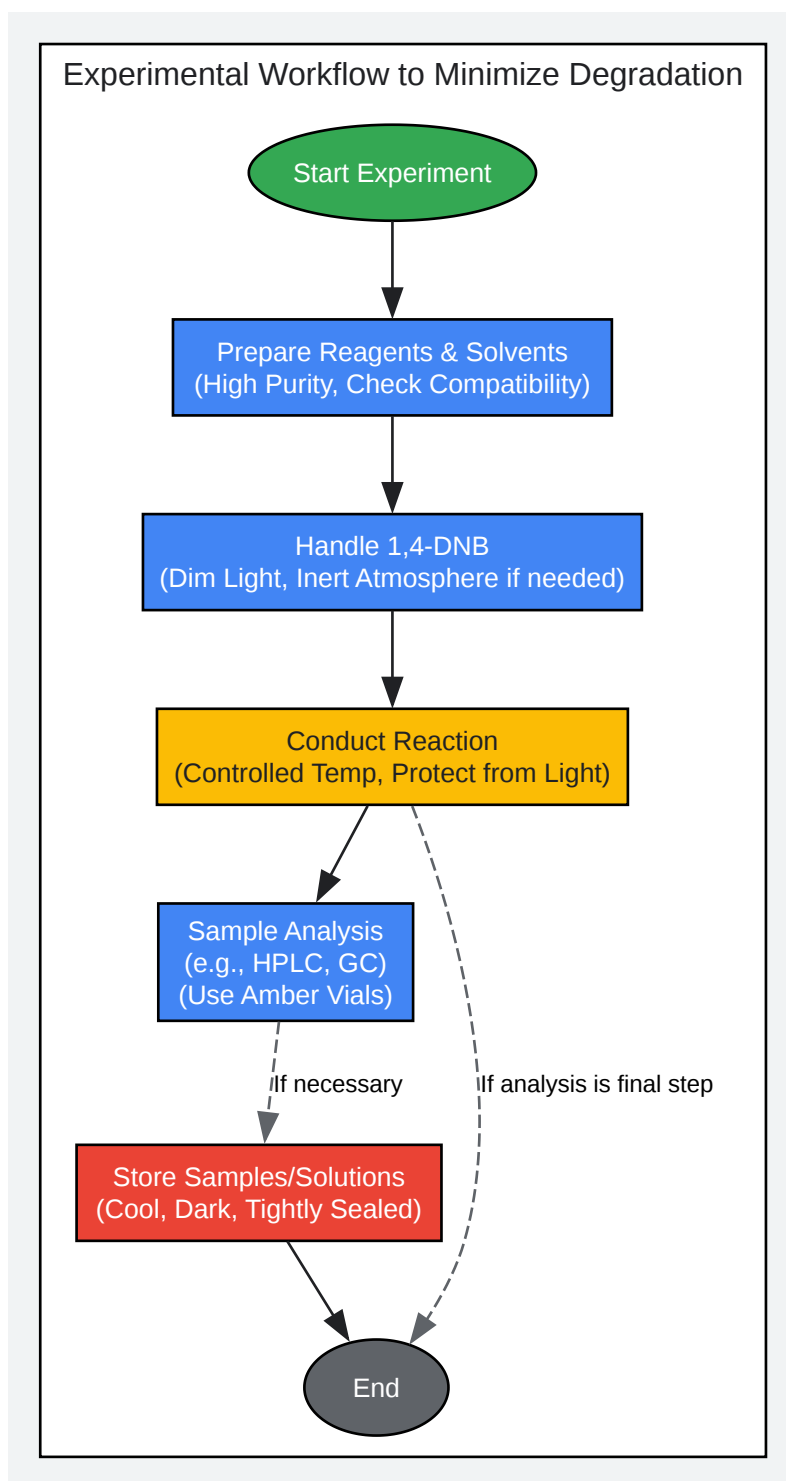 Experimental Workflow to Minimize Degradation
Start Experiment
Prepare Reagents & Solvents
(High Purity, Check Compatibility)
Handle 1,4-DNB
(Dim Light, Inert Atmosphere if needed)
Conduct Reaction
(Controlled Temp, Protect from Light)
Sample Analysis
(e.g., HPLC, GC)
(Use Amber Vials)
If necessary
If analysis is final step
Store Samples/Solutions
(Cool, Dark, Tightly Sealed)
End